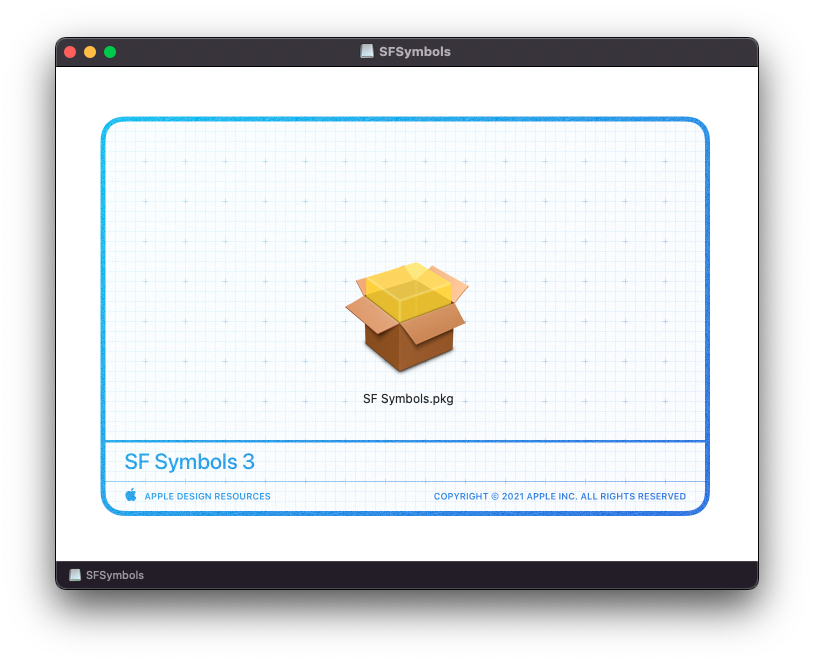 SFSymbols
SF Symbols.pkg
SF Symbols 3
APPLE DESIGN RESOURCES
COPYRIGHT © 2021 APPLE INC. ALL RIGHTS RESERVED
SFSymbols